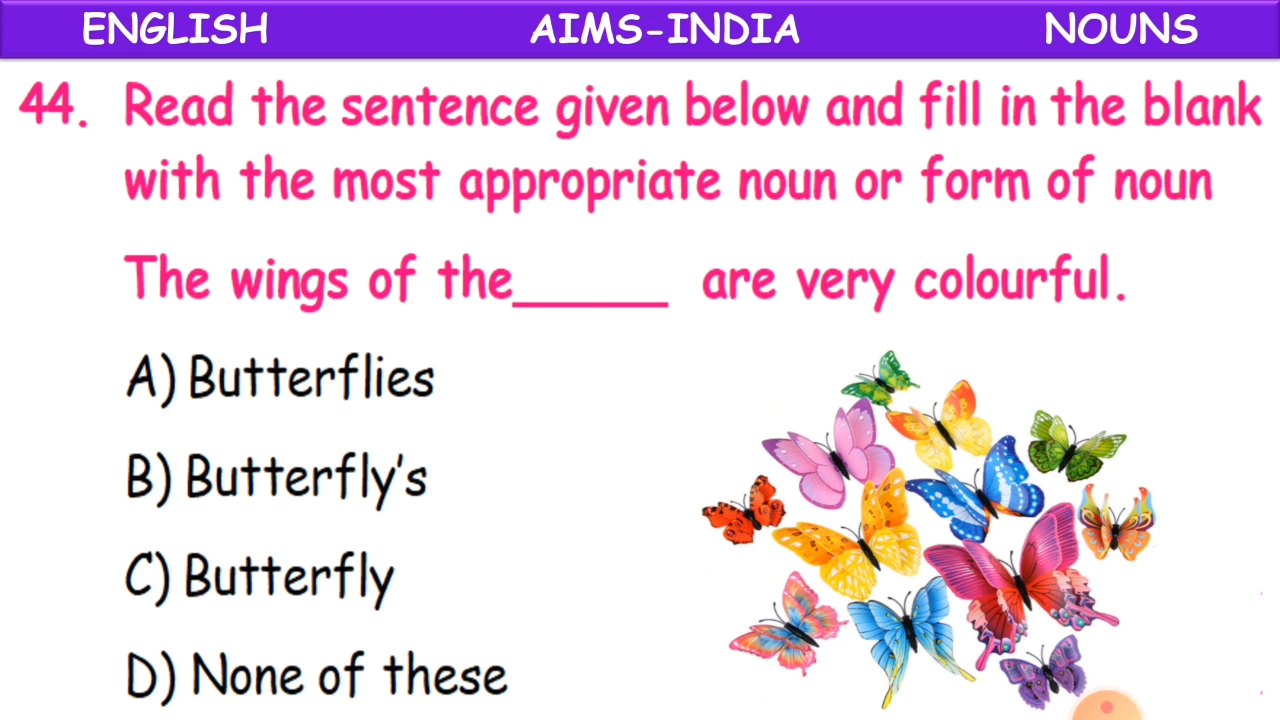 ENGLISH AIMS-INDIA NOUNS
44. Read the sentence given below and fill in the blank
with the most appropriate noun or form of noun
The wings of the_____ are very colourful.
A) Butterflies
B) Butterfly's
C) Butterfly
D) None of these